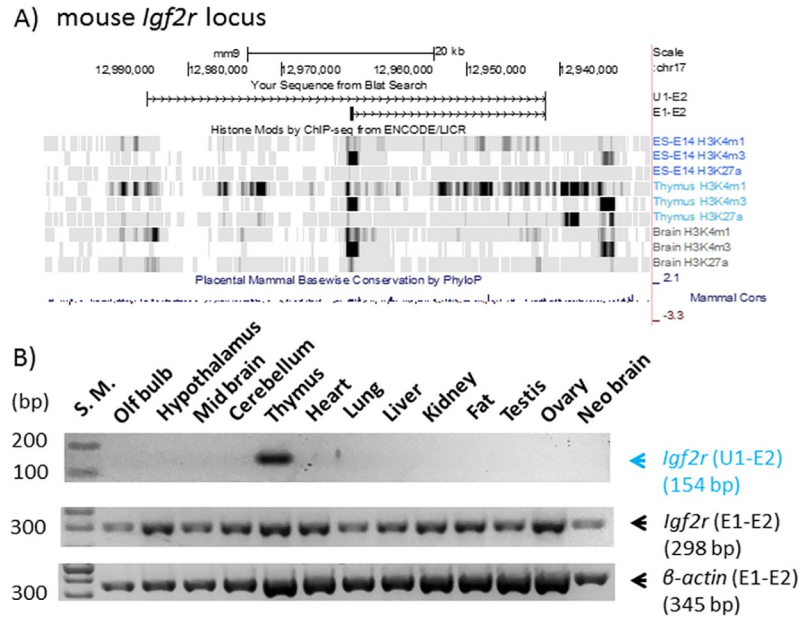 A) mouse Igf2r locus
mm9 20 kb Scale
12,990,000 12,980,000 12,970,000 12,960,000 12,950,000 12,940,000 :chr17
Your Sequence from Blat Search
U1-E2
E1-E2
Histone Mods by ChIP-seq from ENCODE/LICR
ES-E14 H3K4m1
ES-E14 H3K4m3
ES-E14 H3K27a
Thymus H3K4m1
Thymus H3K4m3
Thymus H3K27a
Brain H3K4m1
Brain H3K4m3
Brain H3K27a
Placental Mammal Basewise Conservation by PhyloP
2.1
Mammal Cons
-3.3
B)
(bp) S. M. Olf bulb Hypothalamus Mid brain Cerebellum Thymus Heart Lung Liver Kidney Fat Testis Ovary Neo brain
200
100
Igf2r (U1-E2)
(154 bp)
300
Igf2r (E1-E2)
(298 bp)
300
β-actin (E1-E2)
(345 bp)